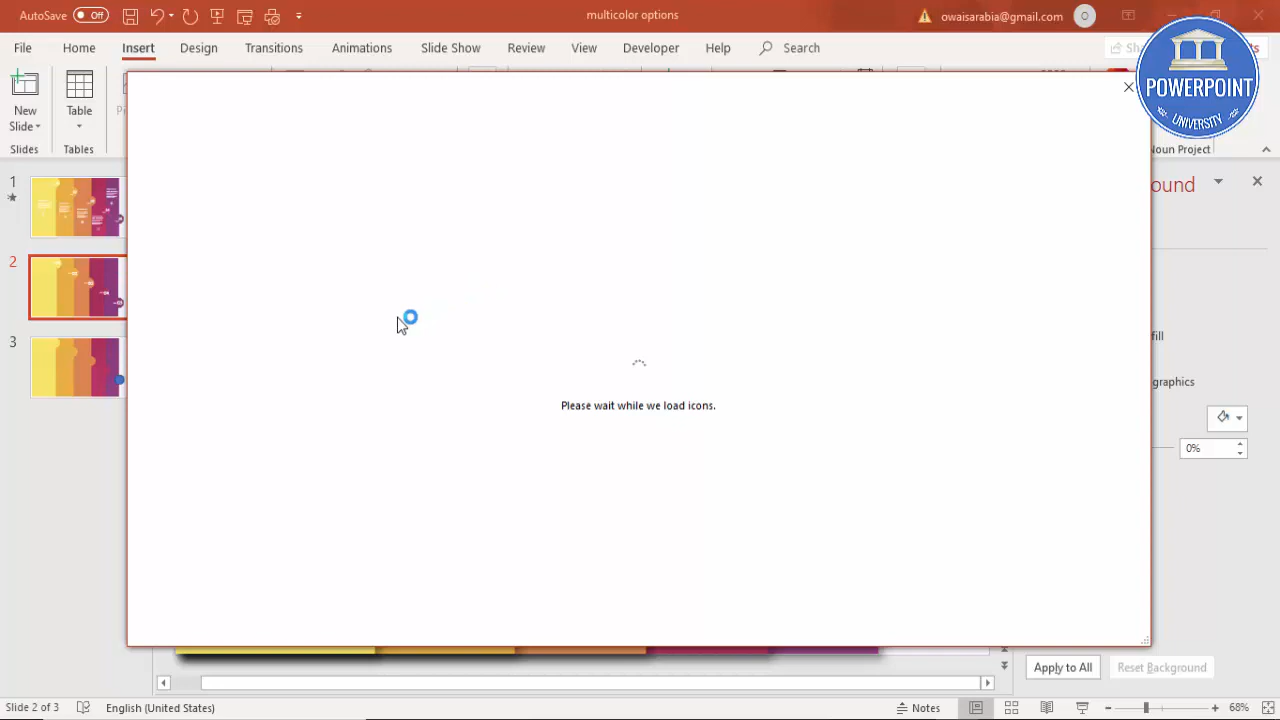 AutoSave Off
multicolor options
owaisarabia@gmail.com
O
File Home Insert Design Transitions Animations Slide Show Review View Developer Help Search
POWERPOINT
UNIVERSITY
New
Slide
Table
Slides
Tables
Noun Project
1
2
3
ound
fill
graphics
0%
Please wait while we load icons.
Apply to All
Reset Background
Slide 2 of 3
English (United States)
Notes
68%